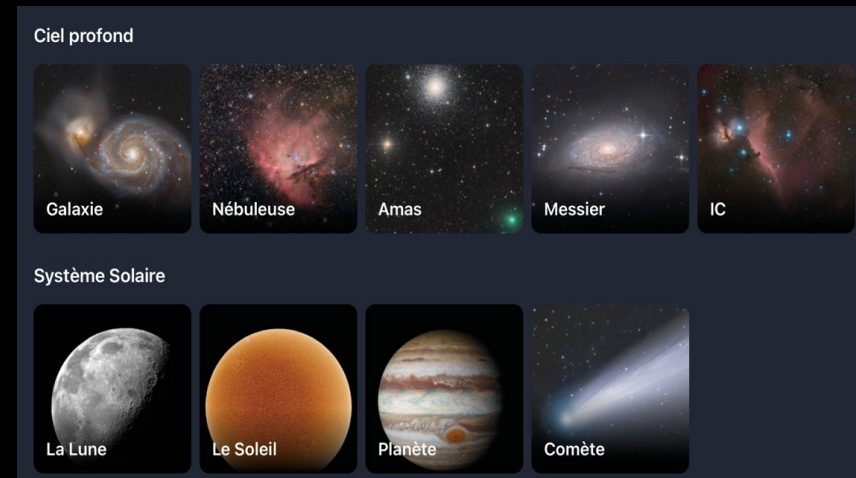 Ciel profond
Galaxie
Nébuleuse
Amas
Messier
IC
Système Solaire
La Lune
Le Soleil
Planète
Comète